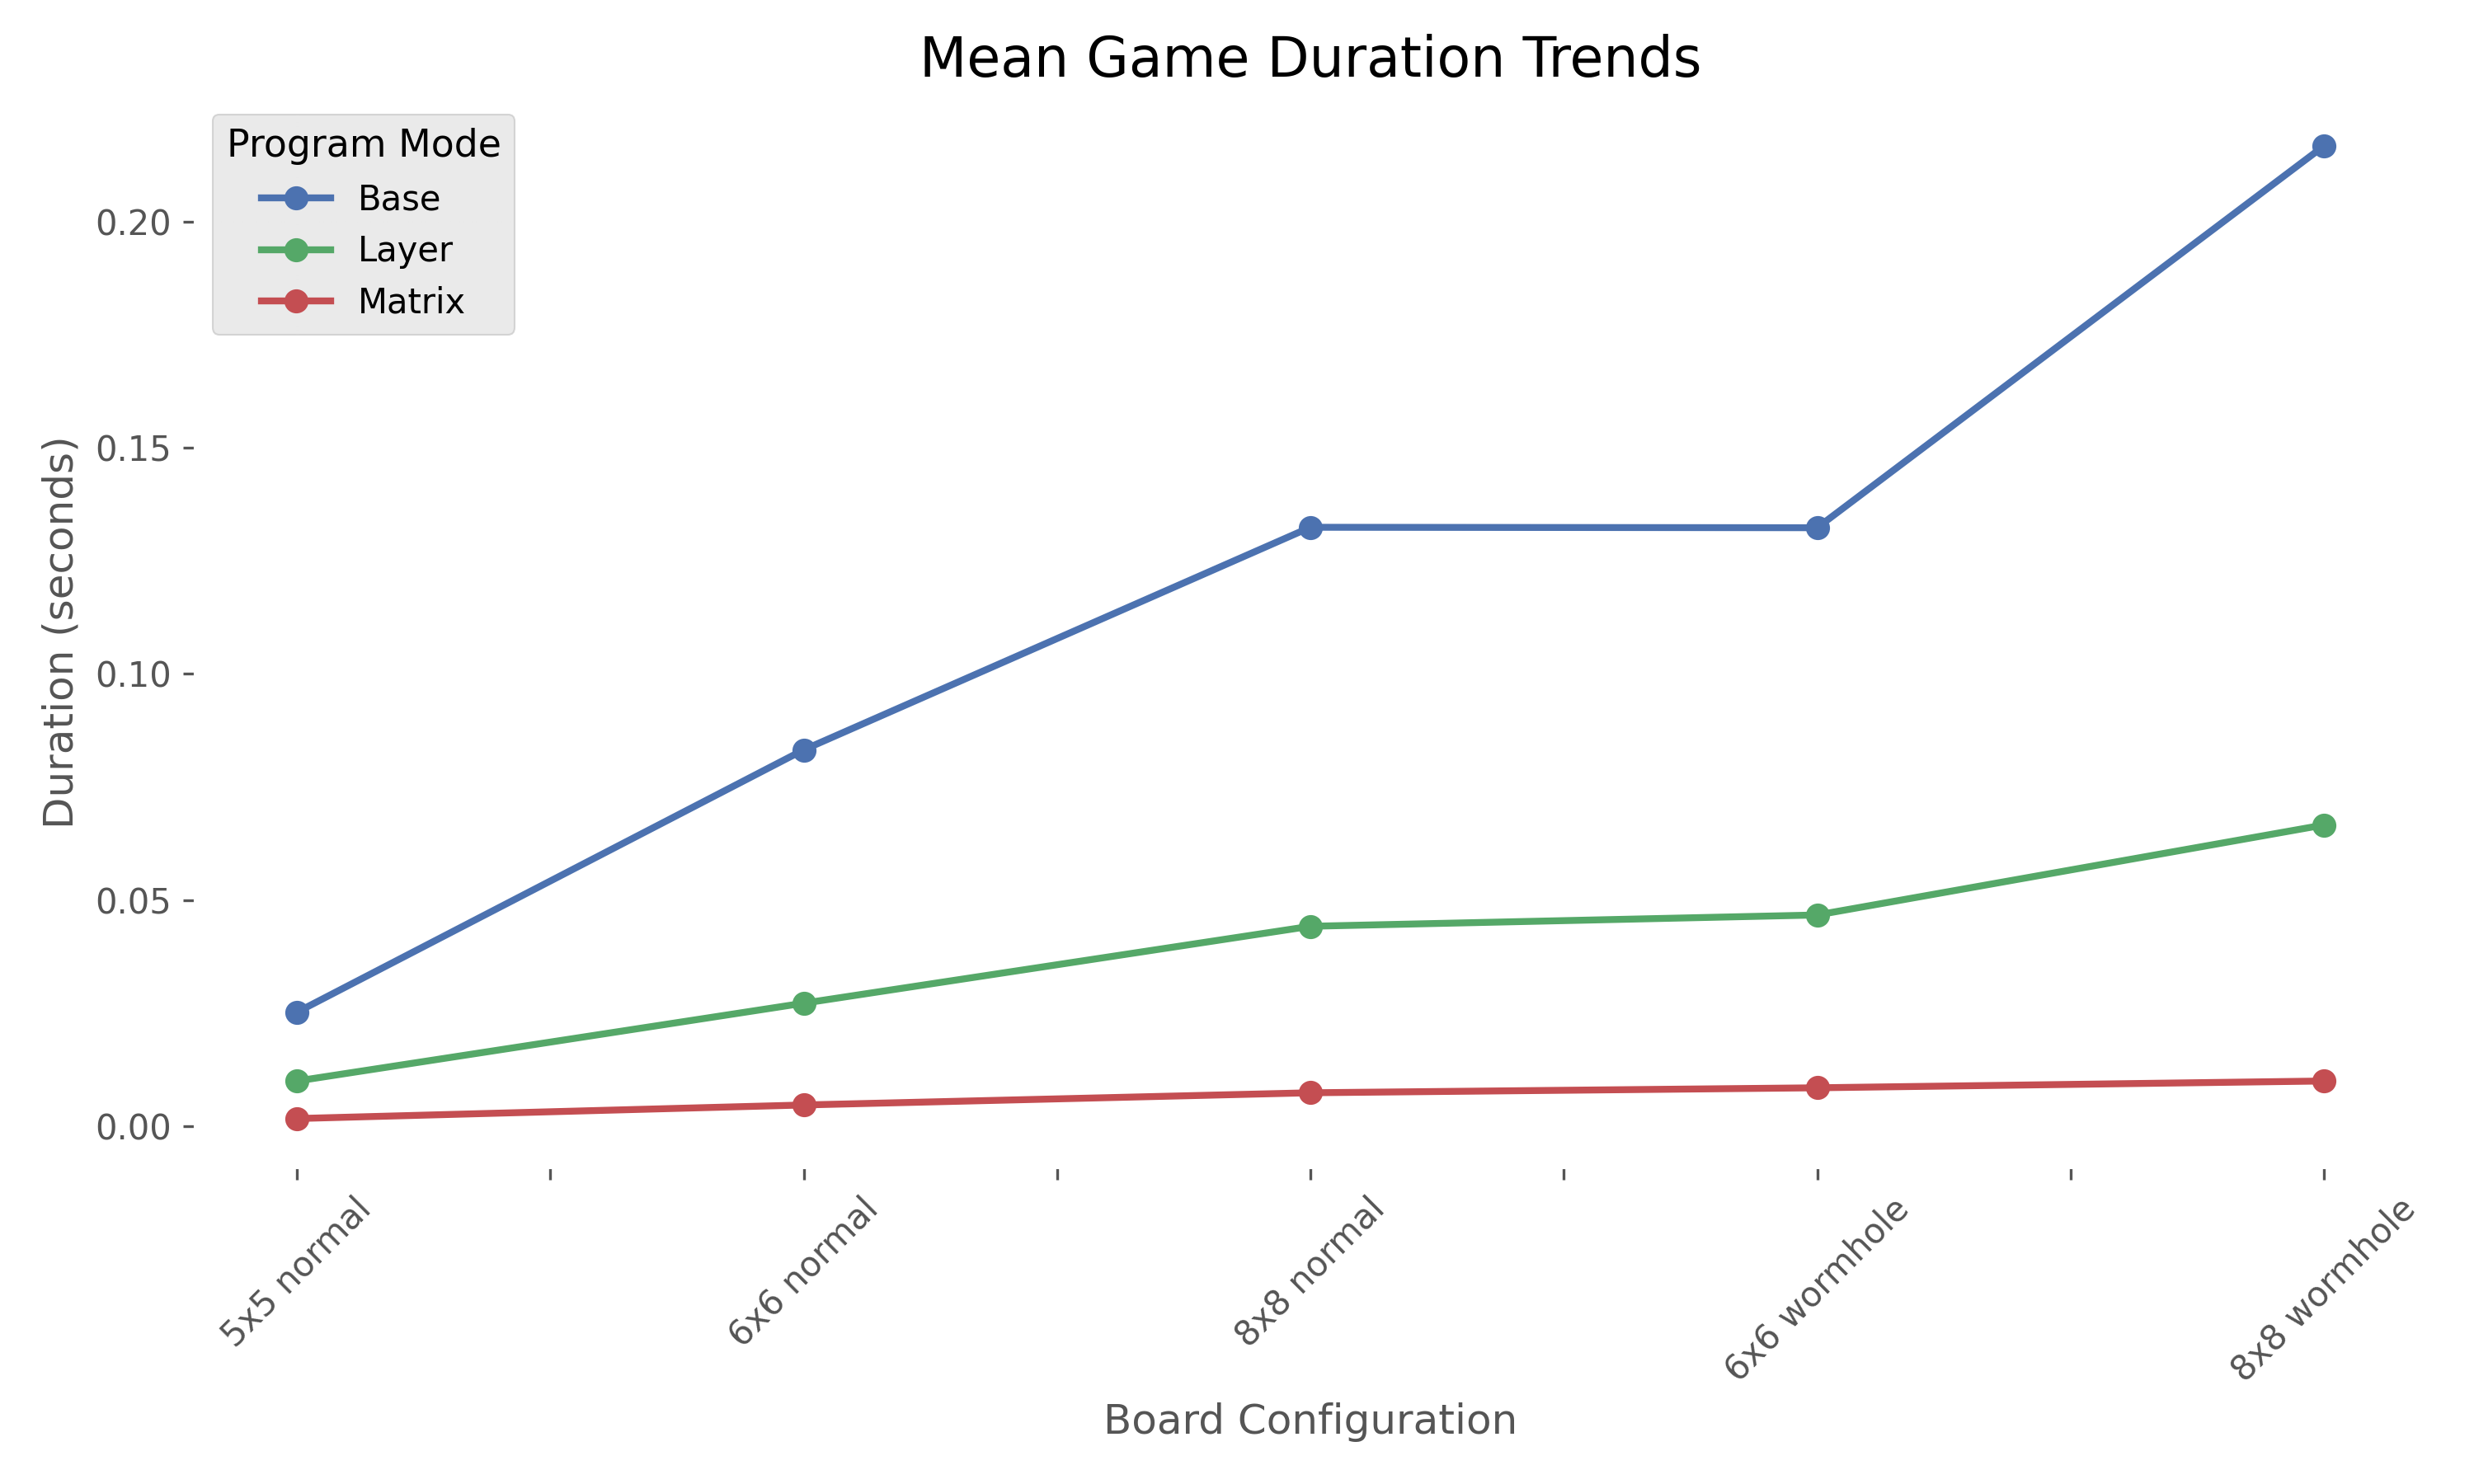 Mean Game Duration Trends
Program Mode
Base
Layer
Matrix
Duration (seconds)
0.20
0.15
0.10
0.05
0.00
5x5 normal
6x6 normal
8x8 normal
6x6 wormhole
8x8 wormhole
Board Configuration